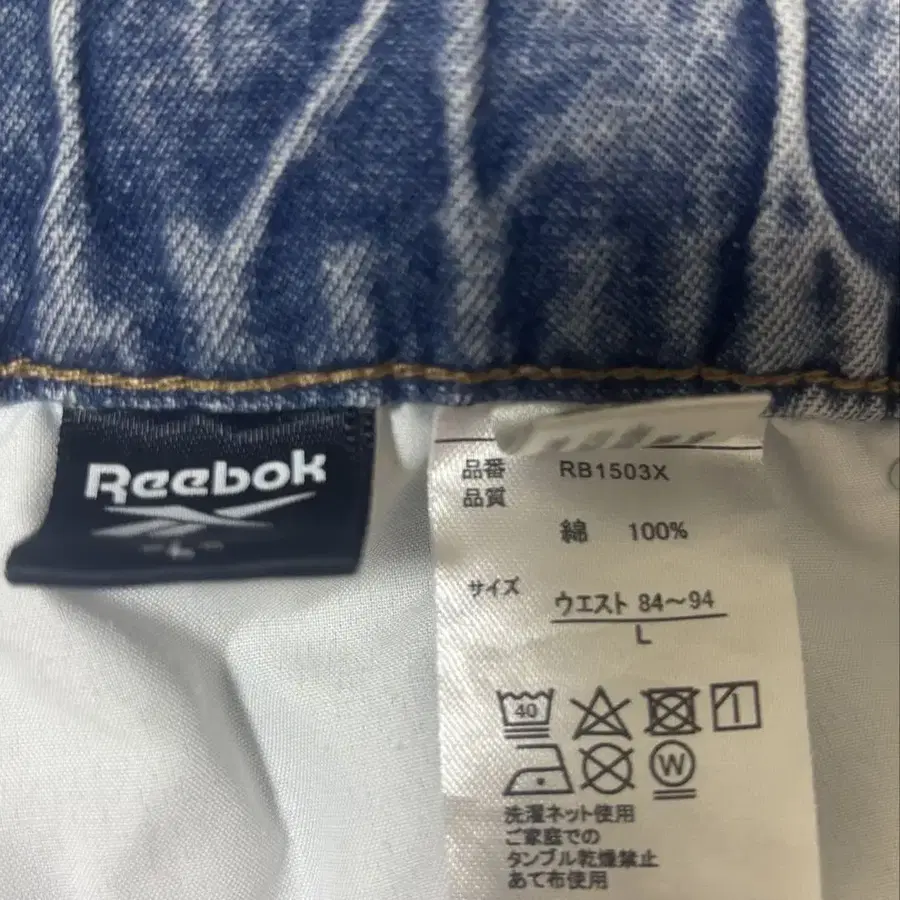 Reebok
L
品番 RB1503X
品質
綿 100%
サイズ
ウエスト 84～94
L
40
W
洗濯ネット使用
ご家庭での
タンブル乾燥禁止
あて布使用